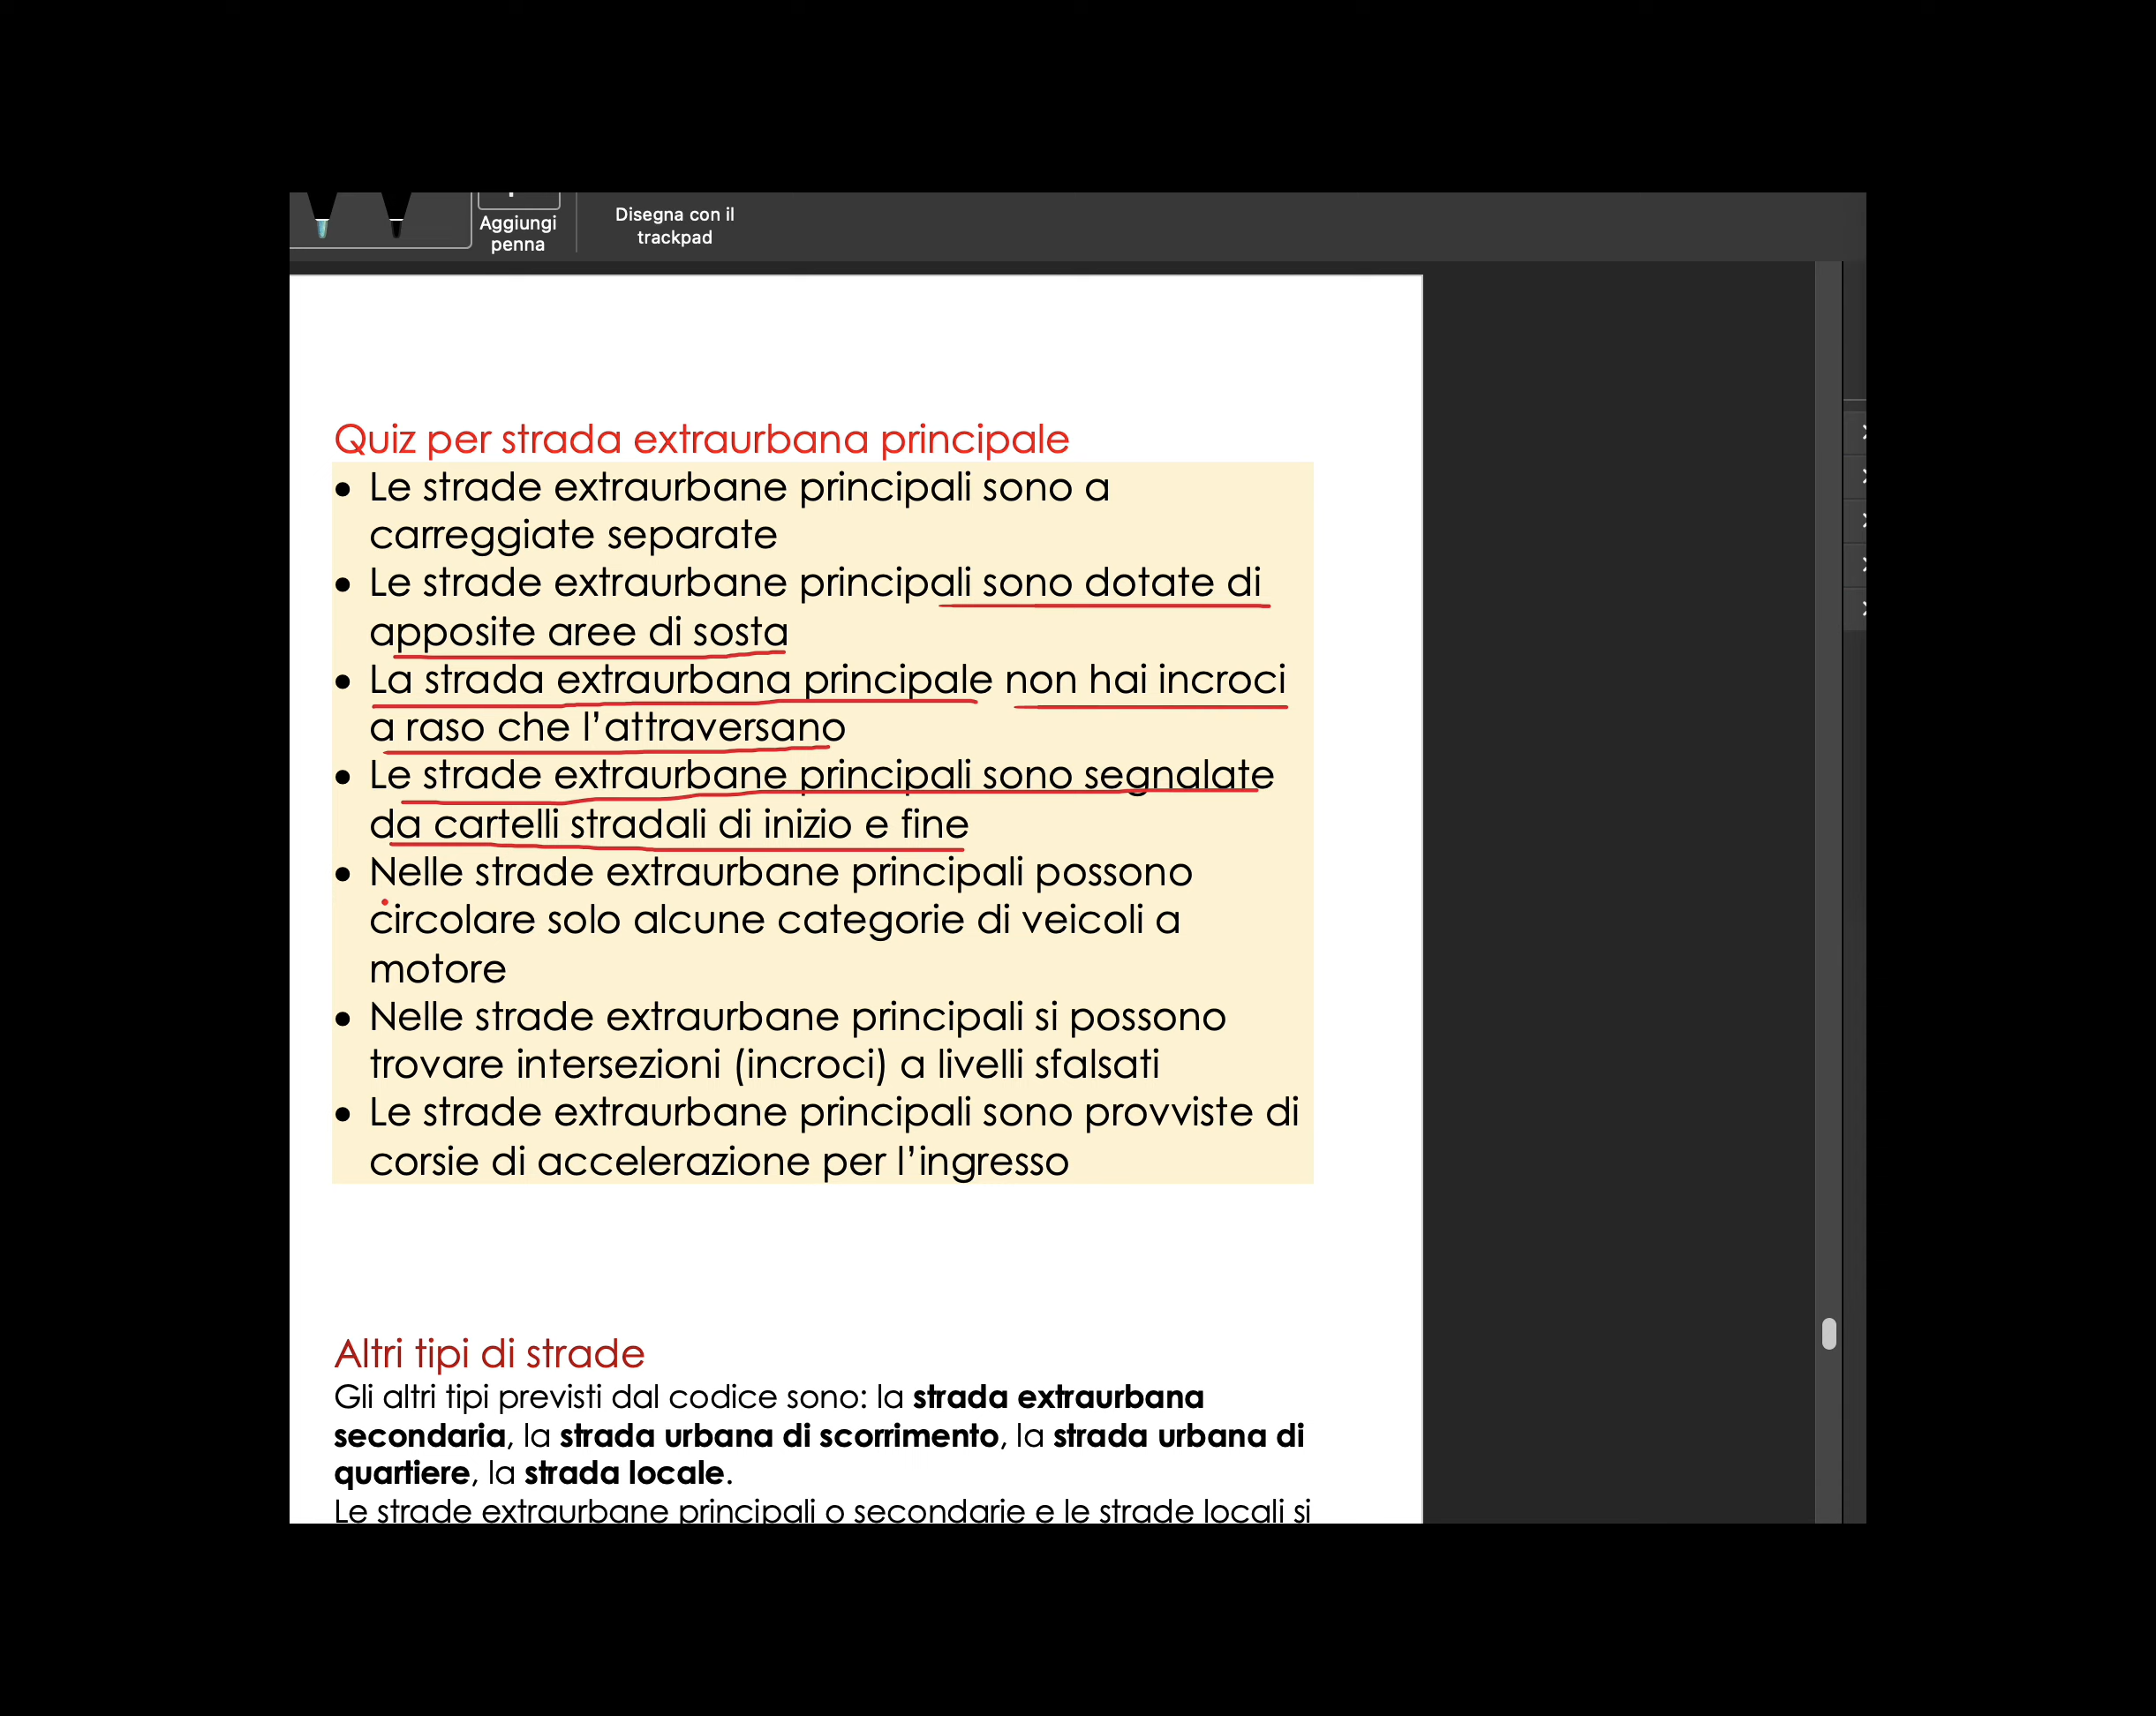 Aggiungi
penna
Disegna con il
trackpad
Quiz per strada extraurbana principale
• Le strade extraurbane principali sono a
carreggiate separate
• Le strade extraurbane principali sono dotate di
apposite aree di sosta
• La strada extraurbana principale non hai incroci
a raso che l’attraversano
• Le strade extraurbane principali sono segnalate
da cartelli stradali di inizio e fine
• Nelle strade extraurbane principali possono
circolare solo alcune categorie di veicoli a
motore
• Nelle strade extraurbane principali si possono
trovare intersezioni (incroci) a livelli sfalsati
• Le strade extraurbane principali sono provviste di
corsie di accelerazione per l’ingresso
Altri tipi di strade
Gli altri tipi previsti dal codice sono: la strada extraurbana
secondaria, la strada urbana di scorrimento, la strada urbana di
quartiere, la strada locale.
Le strade extraurbane principali o secondarie e le strade locali si